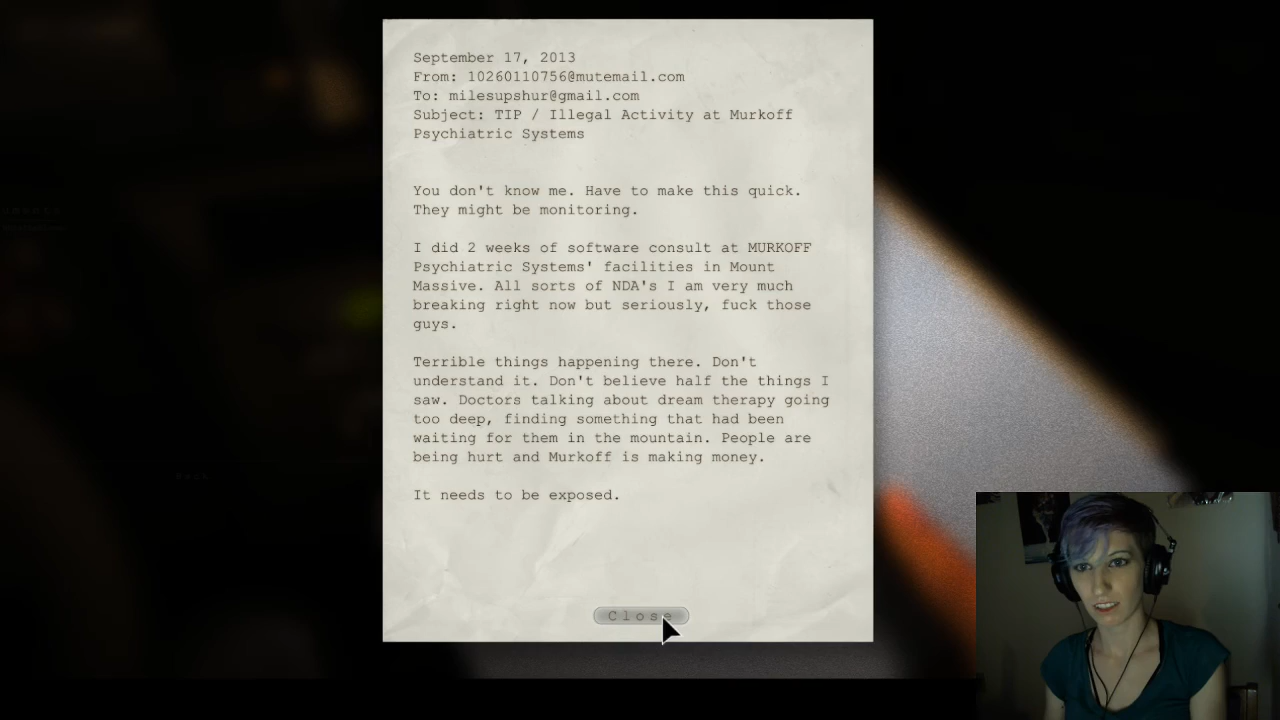 September 17, 2013
From: 10260110756@mutemail.com
To: milesupshur@gmail.com
Subject: TIP / Illegal Activity at Murkoff
Psychiatric Systems
You don't know me. Have to make this quick.
They might be monitoring.
I did 2 weeks of software consult at MURKOFF
Psychiatric Systems' facilities in Mount
Massive. All sorts of NDA's I am very much
breaking right now but seriously, fuck those
guys.
Terrible things happening there. Don't
understand it. Don't believe half the things I
saw. Doctors talking about dream therapy going
too deep, finding something that had been
waiting for them in the mountain. People are
being hurt and Murkoff is making money.
It needs to be exposed.
Close